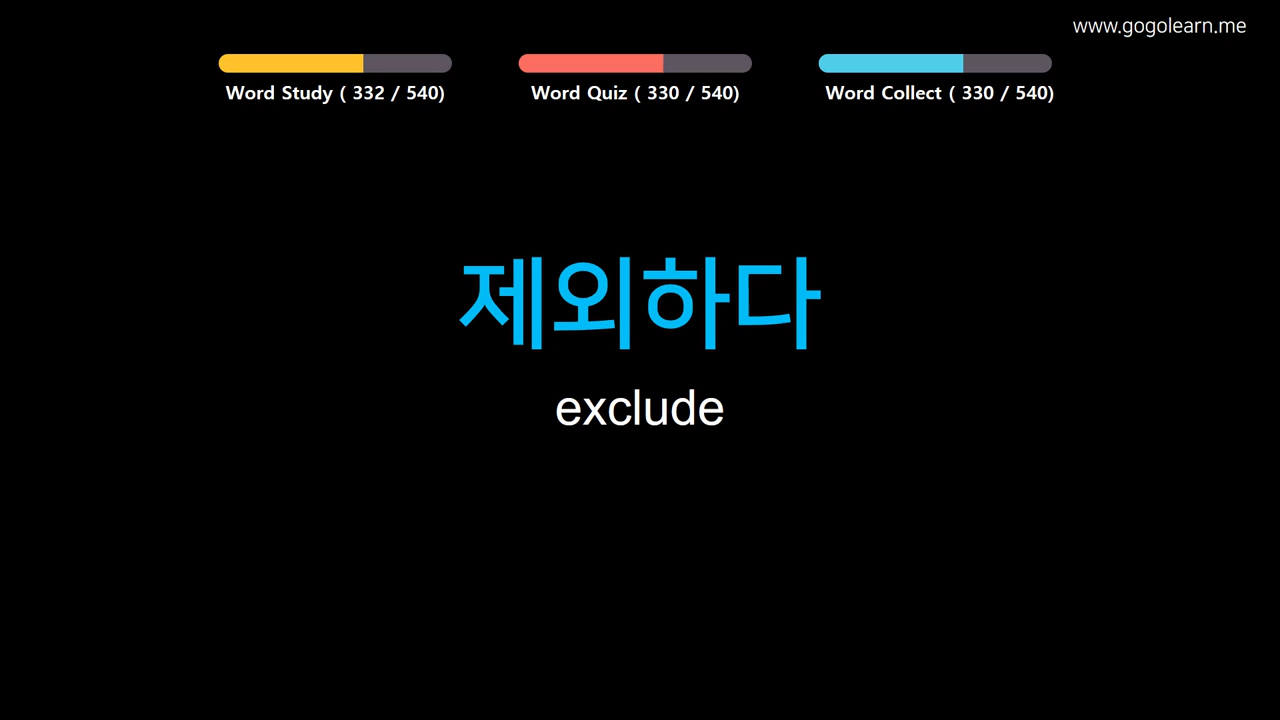 www.gogolearn.me
Word Study ( 332 / 540)
Word Quiz ( 330 / 540)
Word Collect ( 330 / 540)
제외하다
exclude